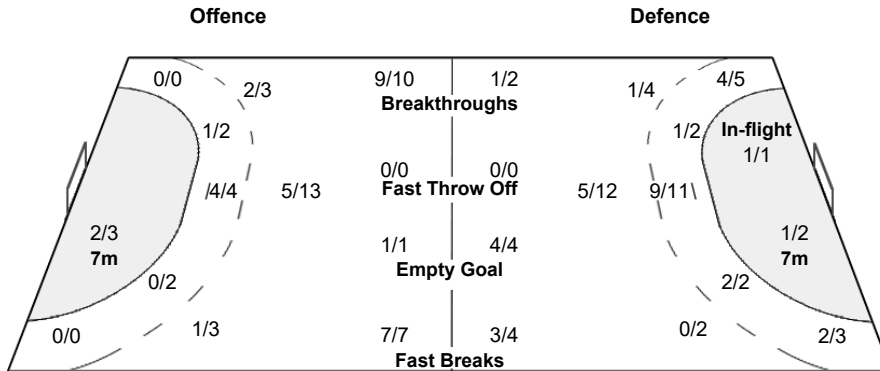 Offence Defence
0/0 2/3 9/10 1/2 1/4 4/5
Breakthroughs
1/2 1/2 In-flight
1/1
0/0 0/0
4/4 5/13 Fast Throw Off 5/12 9/11
2/3 1/2
7m 1/1 4/4 7m
0/2 Empty Goal 2/2
0/0 1/3 7/7 3/4 0/2 2/3
Fast Breaks